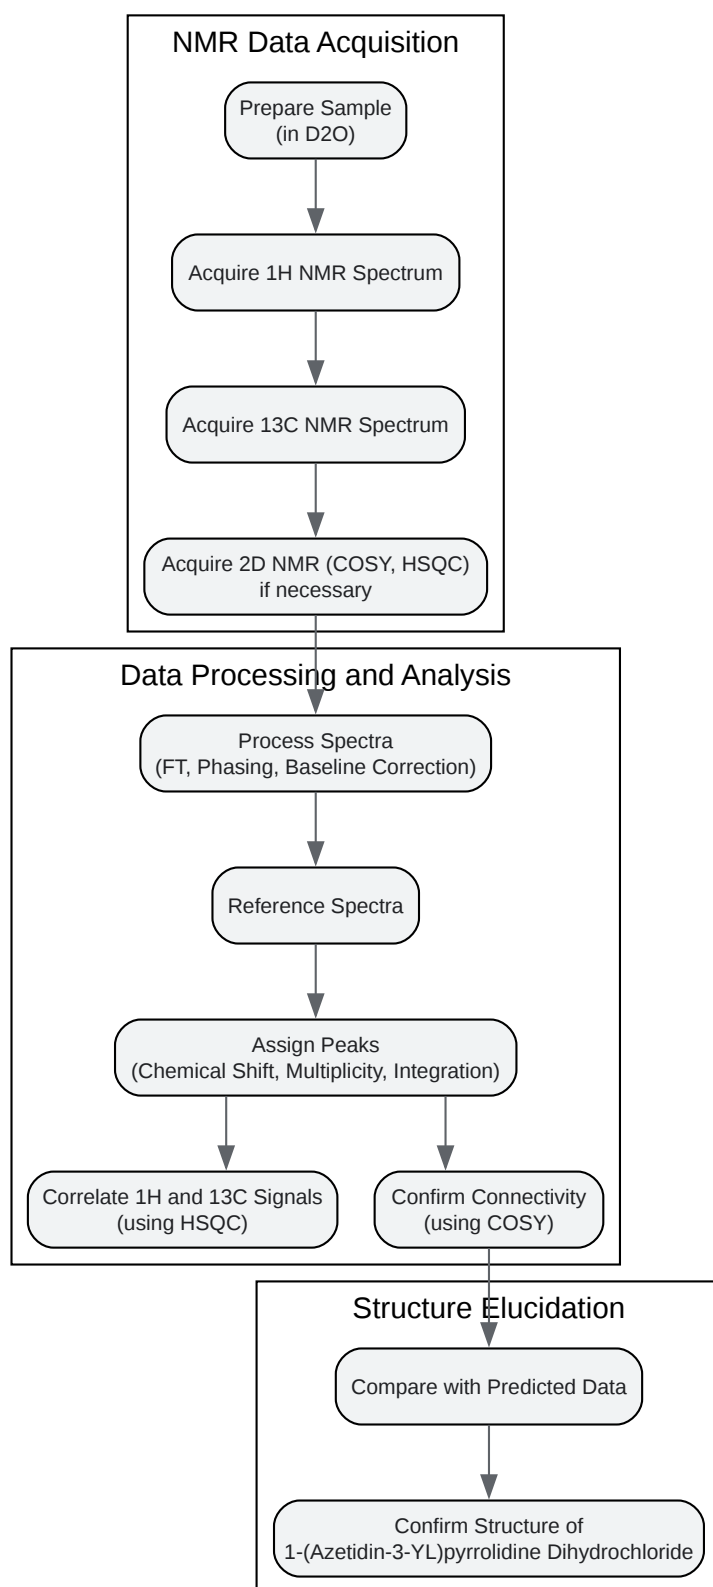 NMR Data Acquisition
Prepare Sample
(in D2O)
Acquire 1H NMR Spectrum
Acquire 13C NMR Spectrum
Acquire 2D NMR (COSY, HSQC)
if necessary
Data Processing and Analysis
Process Spectra
(FT, Phasing, Baseline Correction)
Reference Spectra
Assign Peaks
(Chemical Shift, Multiplicity, Integration)
Correlate 1H and 13C Signals
(using HSQC)
Confirm Connectivity
(using COSY)
Structure Elucidation
Compare with Predicted Data
Confirm Structure of
1-(Azetidin-3-YL)pyrrolidine Dihydrochloride